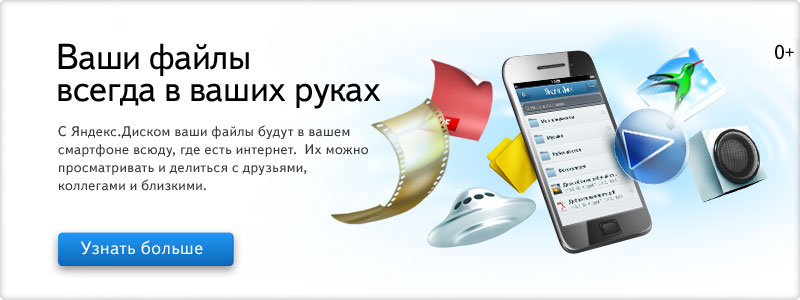 Ваши файлы
всегда в ваших руках
0+
С Яндекс.Диском ваши файлы будут в вашем
смартфоне всюду, где есть интернет. Их можно
просматривать и делиться с друзьями,
коллегами и близкими.
Узнать больше
Музыка